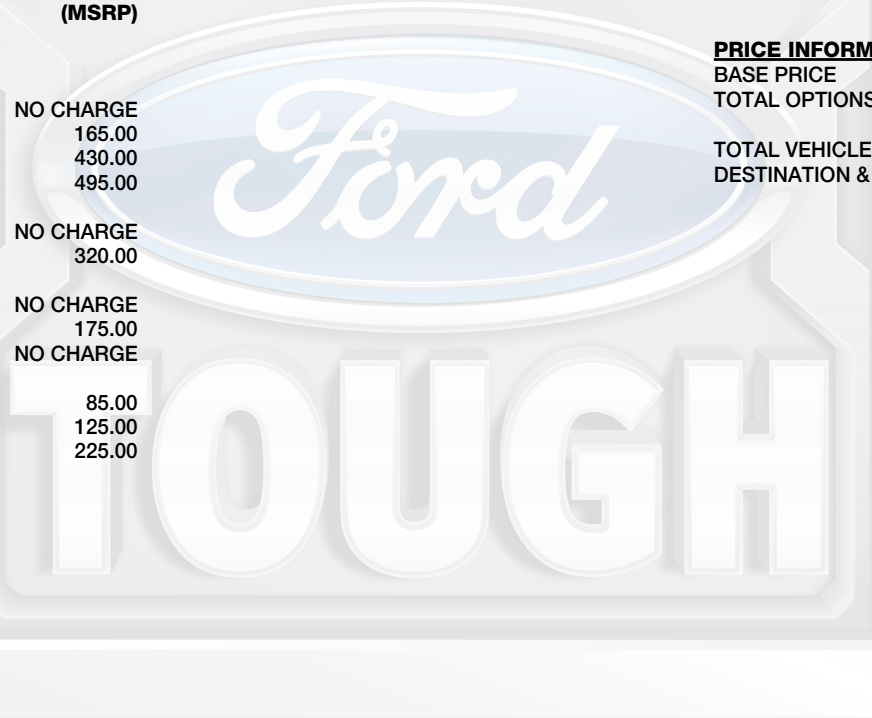 (MSRP)
NO CHARGE
165.00
430.00
495.00
NO CHARGE
320.00
NO CHARGE
175.00
NO CHARGE
85.00
125.00
225.00
PRICE INFORM
BASE PRICE
TOTAL OPTIONS
TOTAL VEHICLE
DESTINATION &
Ford
TOUGH